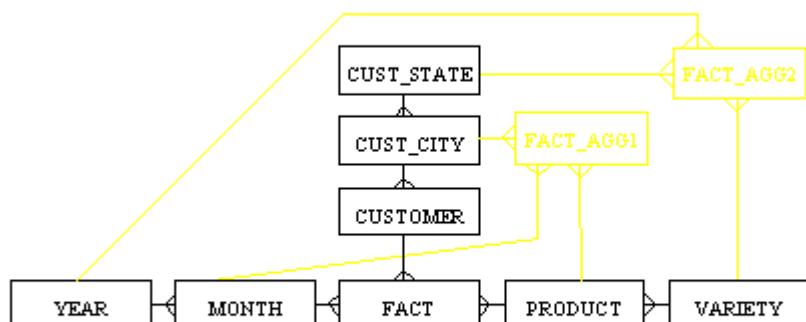 CUST_STATE
FACT_AGG2
CUST_CITY
FACT_AGG1
CUSTOMER
YEAR
MONTH
FACT
PRODUCT
VARIETY